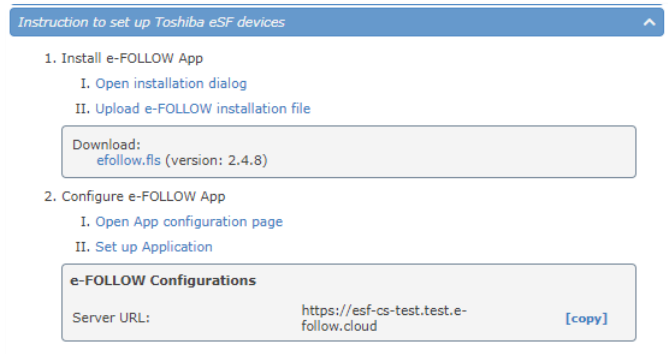 Instruction to set up Toshiba eSF devices
1. Install e-FOLLOW App
I. Open installation dialog
II. Upload e-FOLLOW installation file
Download:
efollow.fls (version: 2.4.8)
2. Configure e-FOLLOW App
I. Open App configuration page
II. Set up Application
e-FOLLOW Configurations
Server URL: https://esf-cs-test.test.e- [copy]
follow.cloud